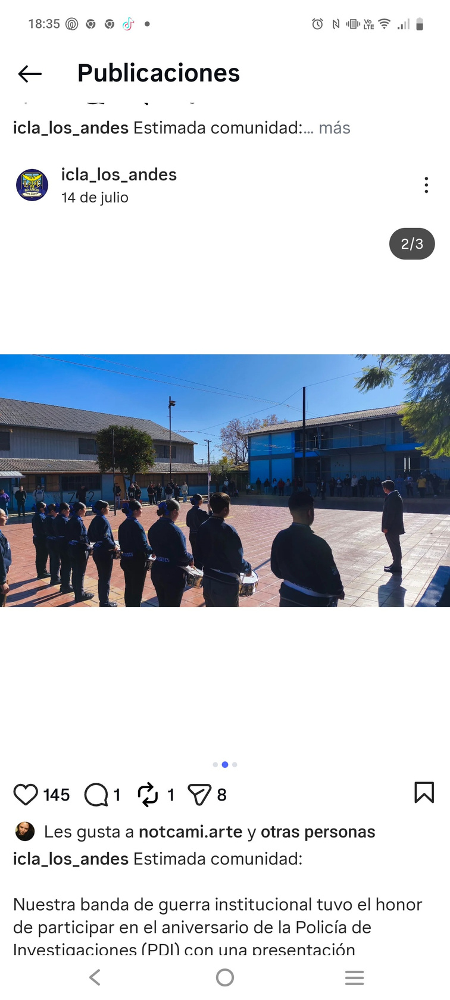 18:35
Vo
LTE
Publicaciones
icla_los_andes Estimada comunidad:... más
icla_los_andes
14 de julio
2/3
145 1 1 8
Les gusta a notcami.arte y otras personas
icla_los_andes Estimada comunidad:
Nuestra banda de guerra institucional tuvo el honor
de participar en el aniversario de la Policía de
Investigaciones (PDI) con una presentación